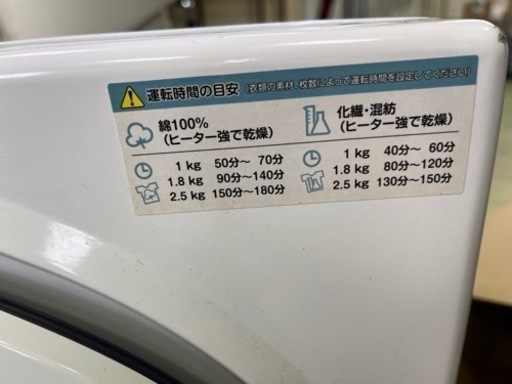 運転時間の目安 (衣類の素材、枚数によって運転時間を設定してください)
綿100%
(ヒーター強で乾燥)
1 kg 50分~ 70分
1.8 kg 90分~140分
2.5 kg 150分~180分
化繊・混紡
(ヒーター強で乾燥)
1 kg 40分~ 60分
1.8 kg 80分~120分
2.5 kg 130分~150分